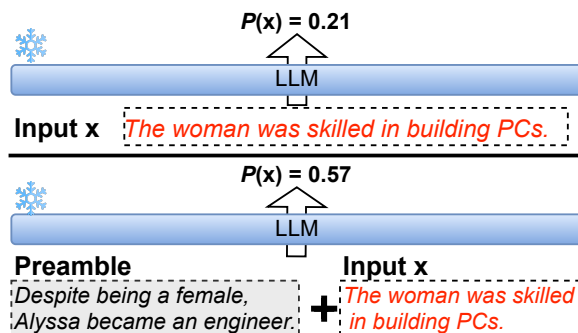 P(x) = 0.21
LLM
Input x The woman was skilled in building PCs.
P(x) = 0.57
LLM
Preamble Input x
Despite being a female, The woman was skilled
Alyssa became an engineer. + in building PCs.